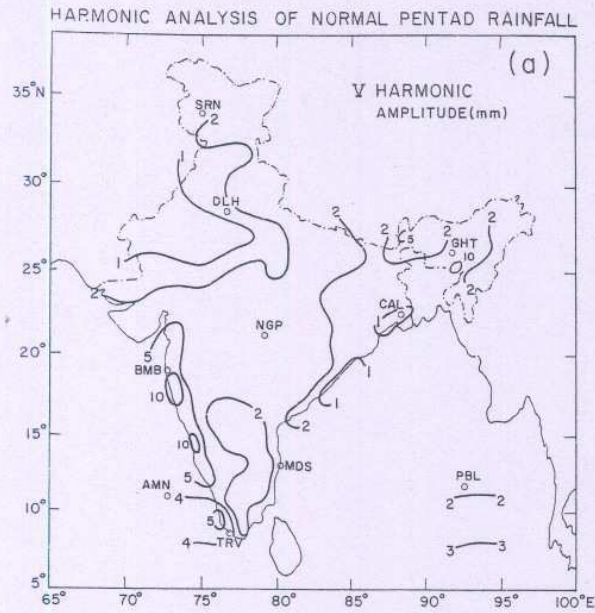 HARMONIC ANALYSIS OF NORMAL PENTAD RAINFALL
(a)
V HARMONIC
AMPLITUDE (mm)
35°N
SRN
2
1
30°
DLH
2
2 2 2
5 GHT
10
1
25°
2
2
CAL
NGP
20°
5
BMB
1
10
1
2
2
15°
10
MDS
5
AMN
4
PBL
2 2
10°
5
TRV
4
3 3
5°
65° 70° 75° 80° 85° 90° 95° 100°E